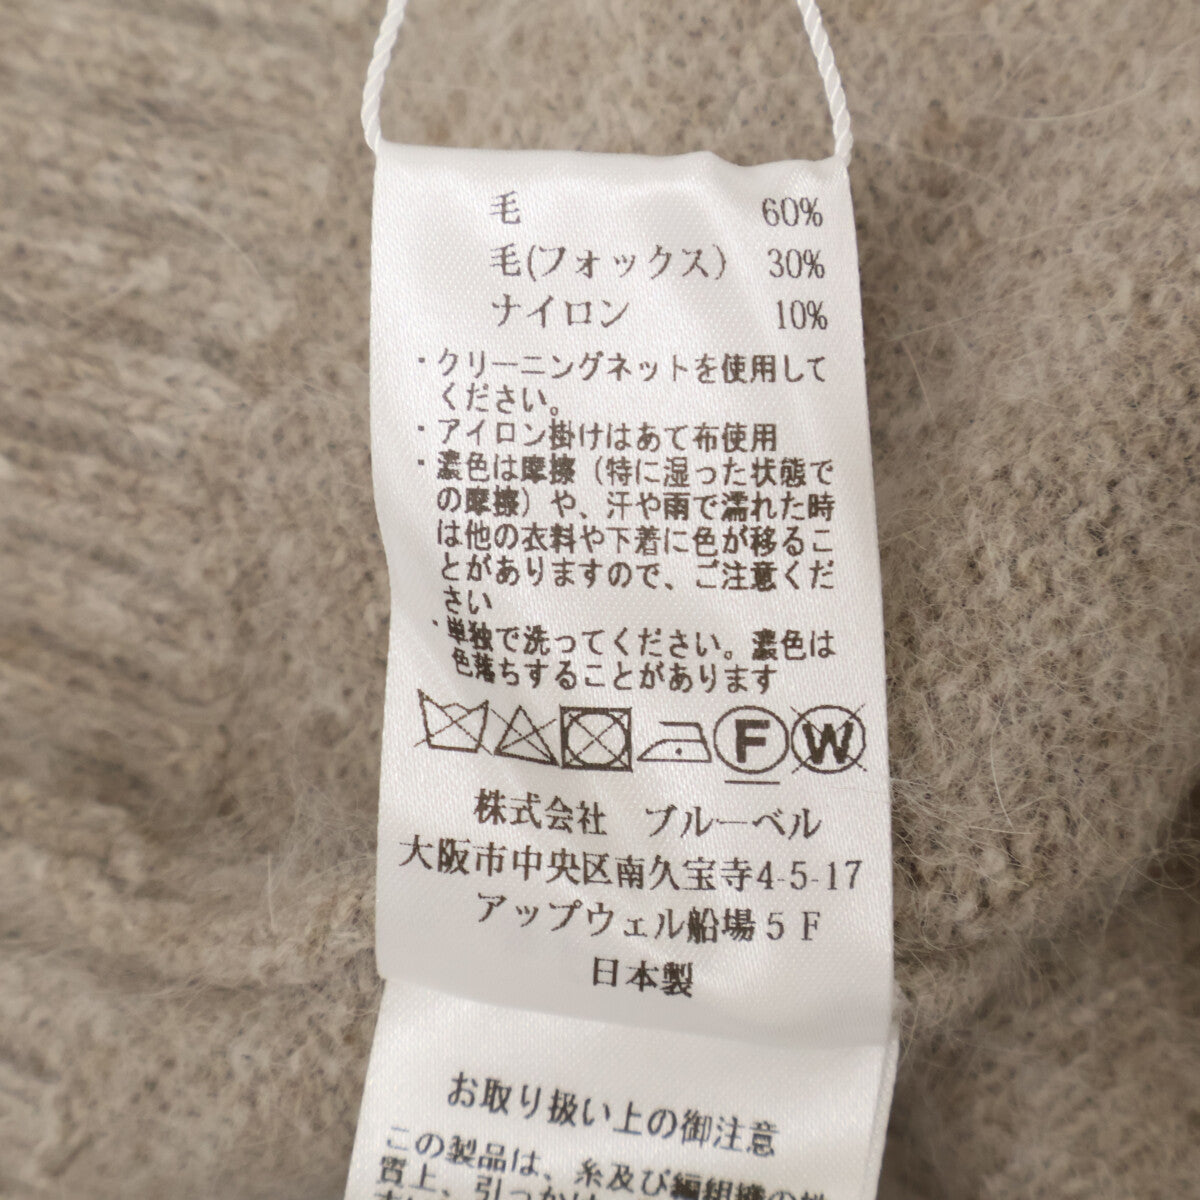 毛 60%
毛(フォックス) 30%
ナイロン 10%
・クリーニングネットを使用して
ください。
・アイロン掛けはあて布使用
・濃色は摩擦(特に湿った状態で
の摩擦)や、汗や雨で濡れた時
は他の衣料や下着に色が移るこ
とがありますので、ご注意くだ
さい
・単独で洗ってください。濃色は
色落ちすることがあります
F W
株式会社 ブルーベル
大阪市中央区南久宝寺4-5-17
アップウェル船場5F
日本製
お取り扱い上の御注意
この製品は、糸及び編組織の
質上、引っかけ